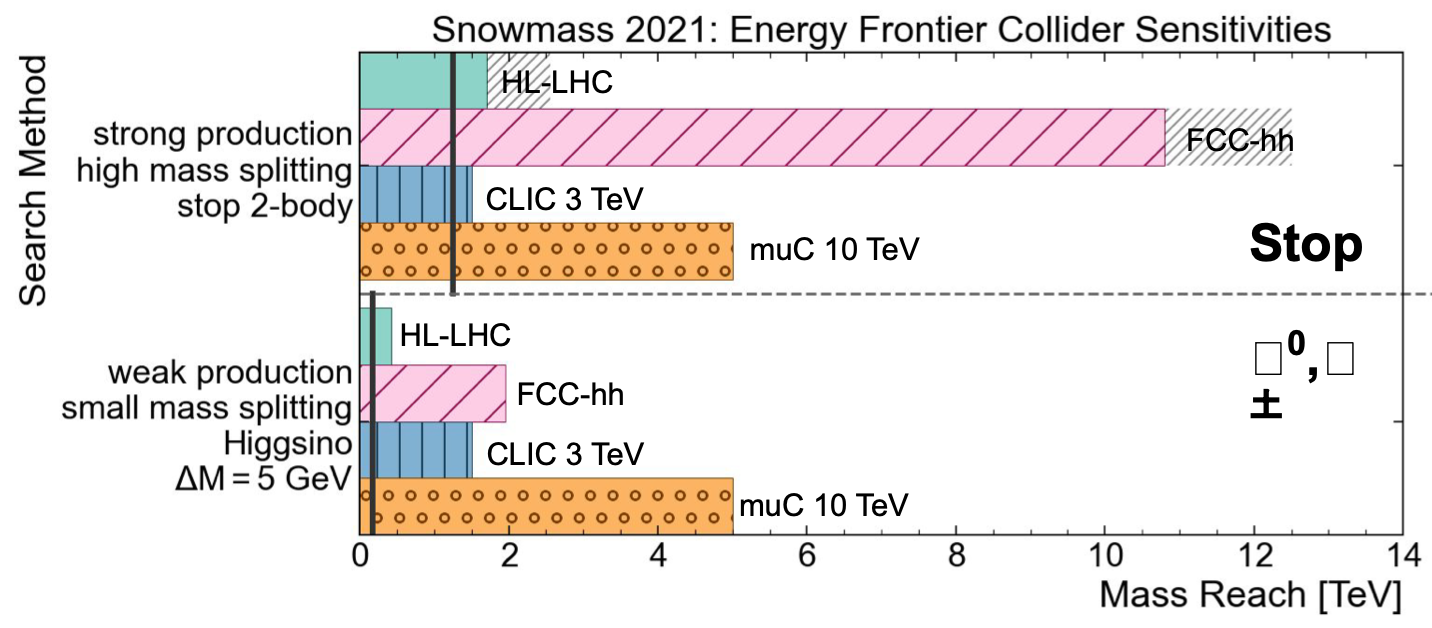 Snowmass 2021: Energy Frontier Collider Sensitivities
Search Method
strong production
high mass splitting
stop 2-body
HL-LHC
FCC-hh
CLIC 3 TeV
muC 10 TeV
Stop
weak production
small mass splitting
Higgsino
ΔM = 5 GeV
HL-LHC
FCC-hh
CLIC 3 TeV
muC 10 TeV
□⁰, □
±
0 2 4 6 8 10 12 14
Mass Reach [TeV]